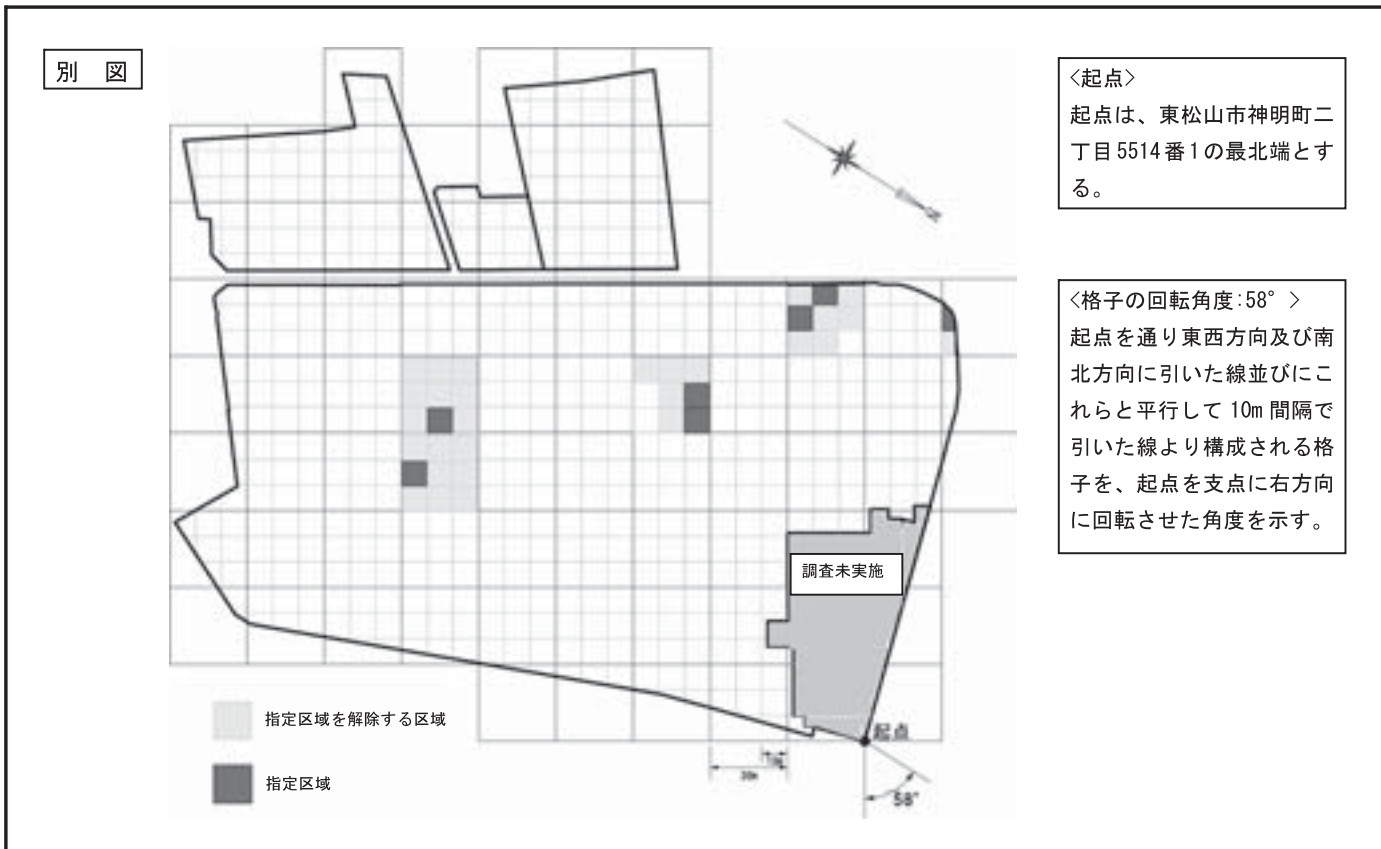 別　図
<起点>
起点は、東松山市神明町二
丁目5514番1の最北端とす
る。
<格子の回転角度:58°>
起点を通り東西方向及び南
北方向に引いた線並びにこ
れらと平行して10m間隔で
引いた線より構成される格
子を、起点を支点に右方向
に回転させた角度を示す。
調査未実施
指定区域を解除する区域
指定区域
起点
30m
58°